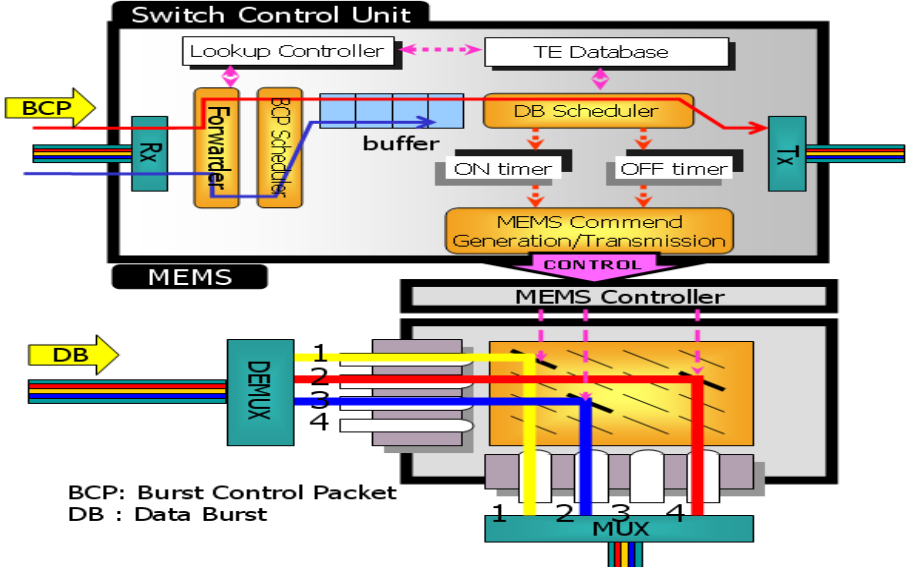 Switch Control Unit
Lookup Controller
TE Database
BCP
Rx
Forwarder
BCP Scheduler
buffer
DB Scheduler
Tx
ON timer
OFF timer
MEMS Commend
Generation/Transmission
CONTROL
MEMS
MEMS Controller
DB
DEMUX
1
2
3
4
BCP: Burst Control Packet
DB : Data Burst
1 2 3 4
MUX